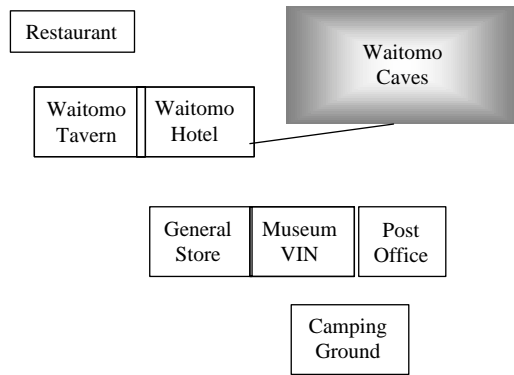 Restaurant
Waitomo
Caves
Waitomo
Tavern
Waitomo
Hotel
General
Store
Museum
VIN
Post
Office
Camping
Ground